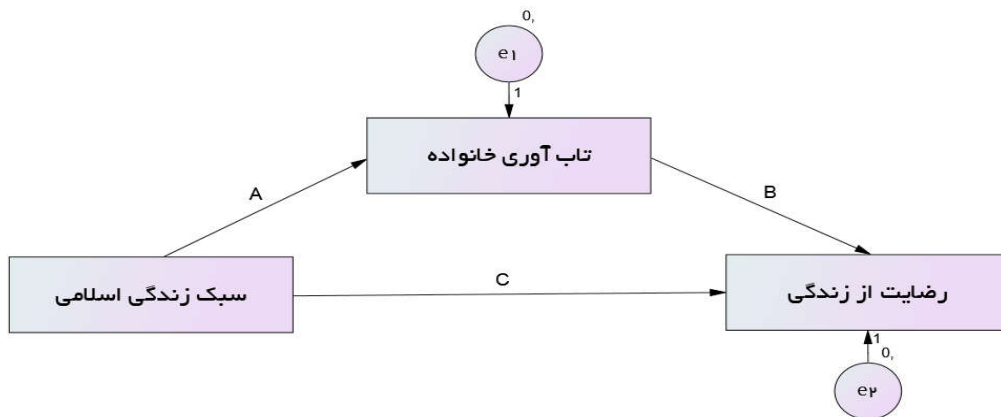 0,
e۱
1
تاب آوری خانواده
A
B
سبک زندگی اسلامی
C
رضایت از زندگی
1
0,
e۲